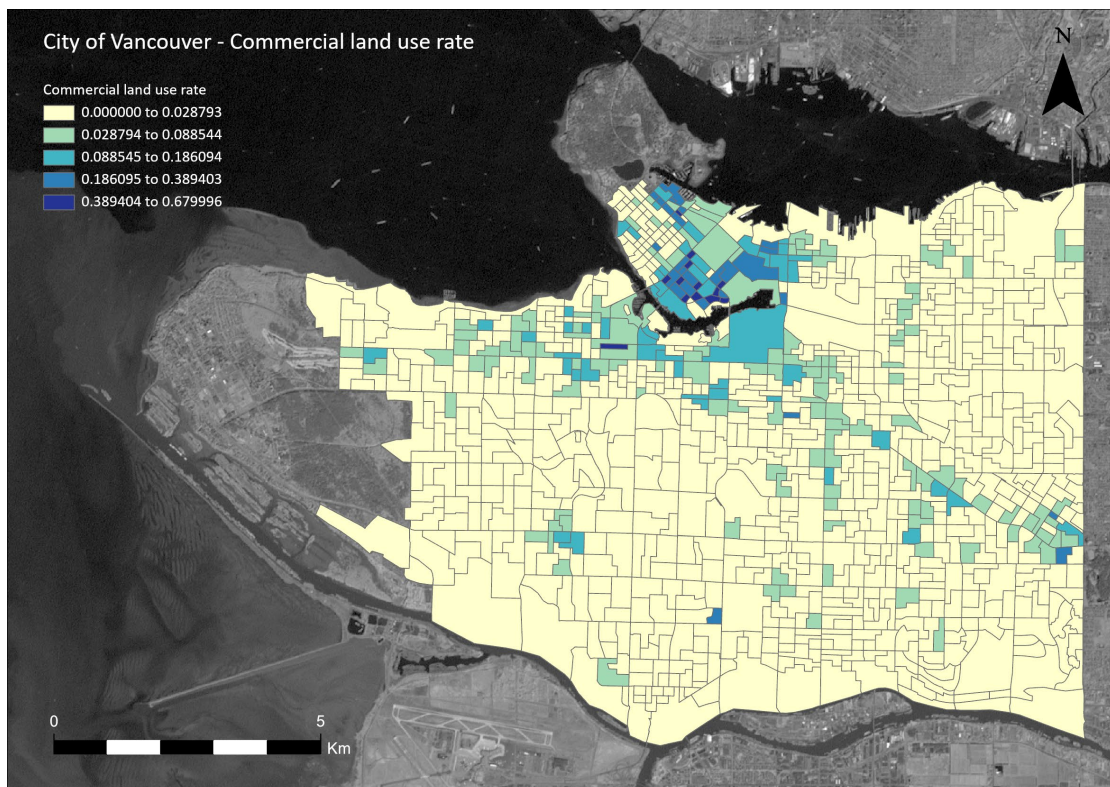 City of Vancouver - Commercial land use rate
N
Commercial land use rate
0.000000 to 0.028793
0.028794 to 0.088544
0.088545 to 0.186094
0.186095 to 0.389403
0.389404 to 0.679996
0 5
Km